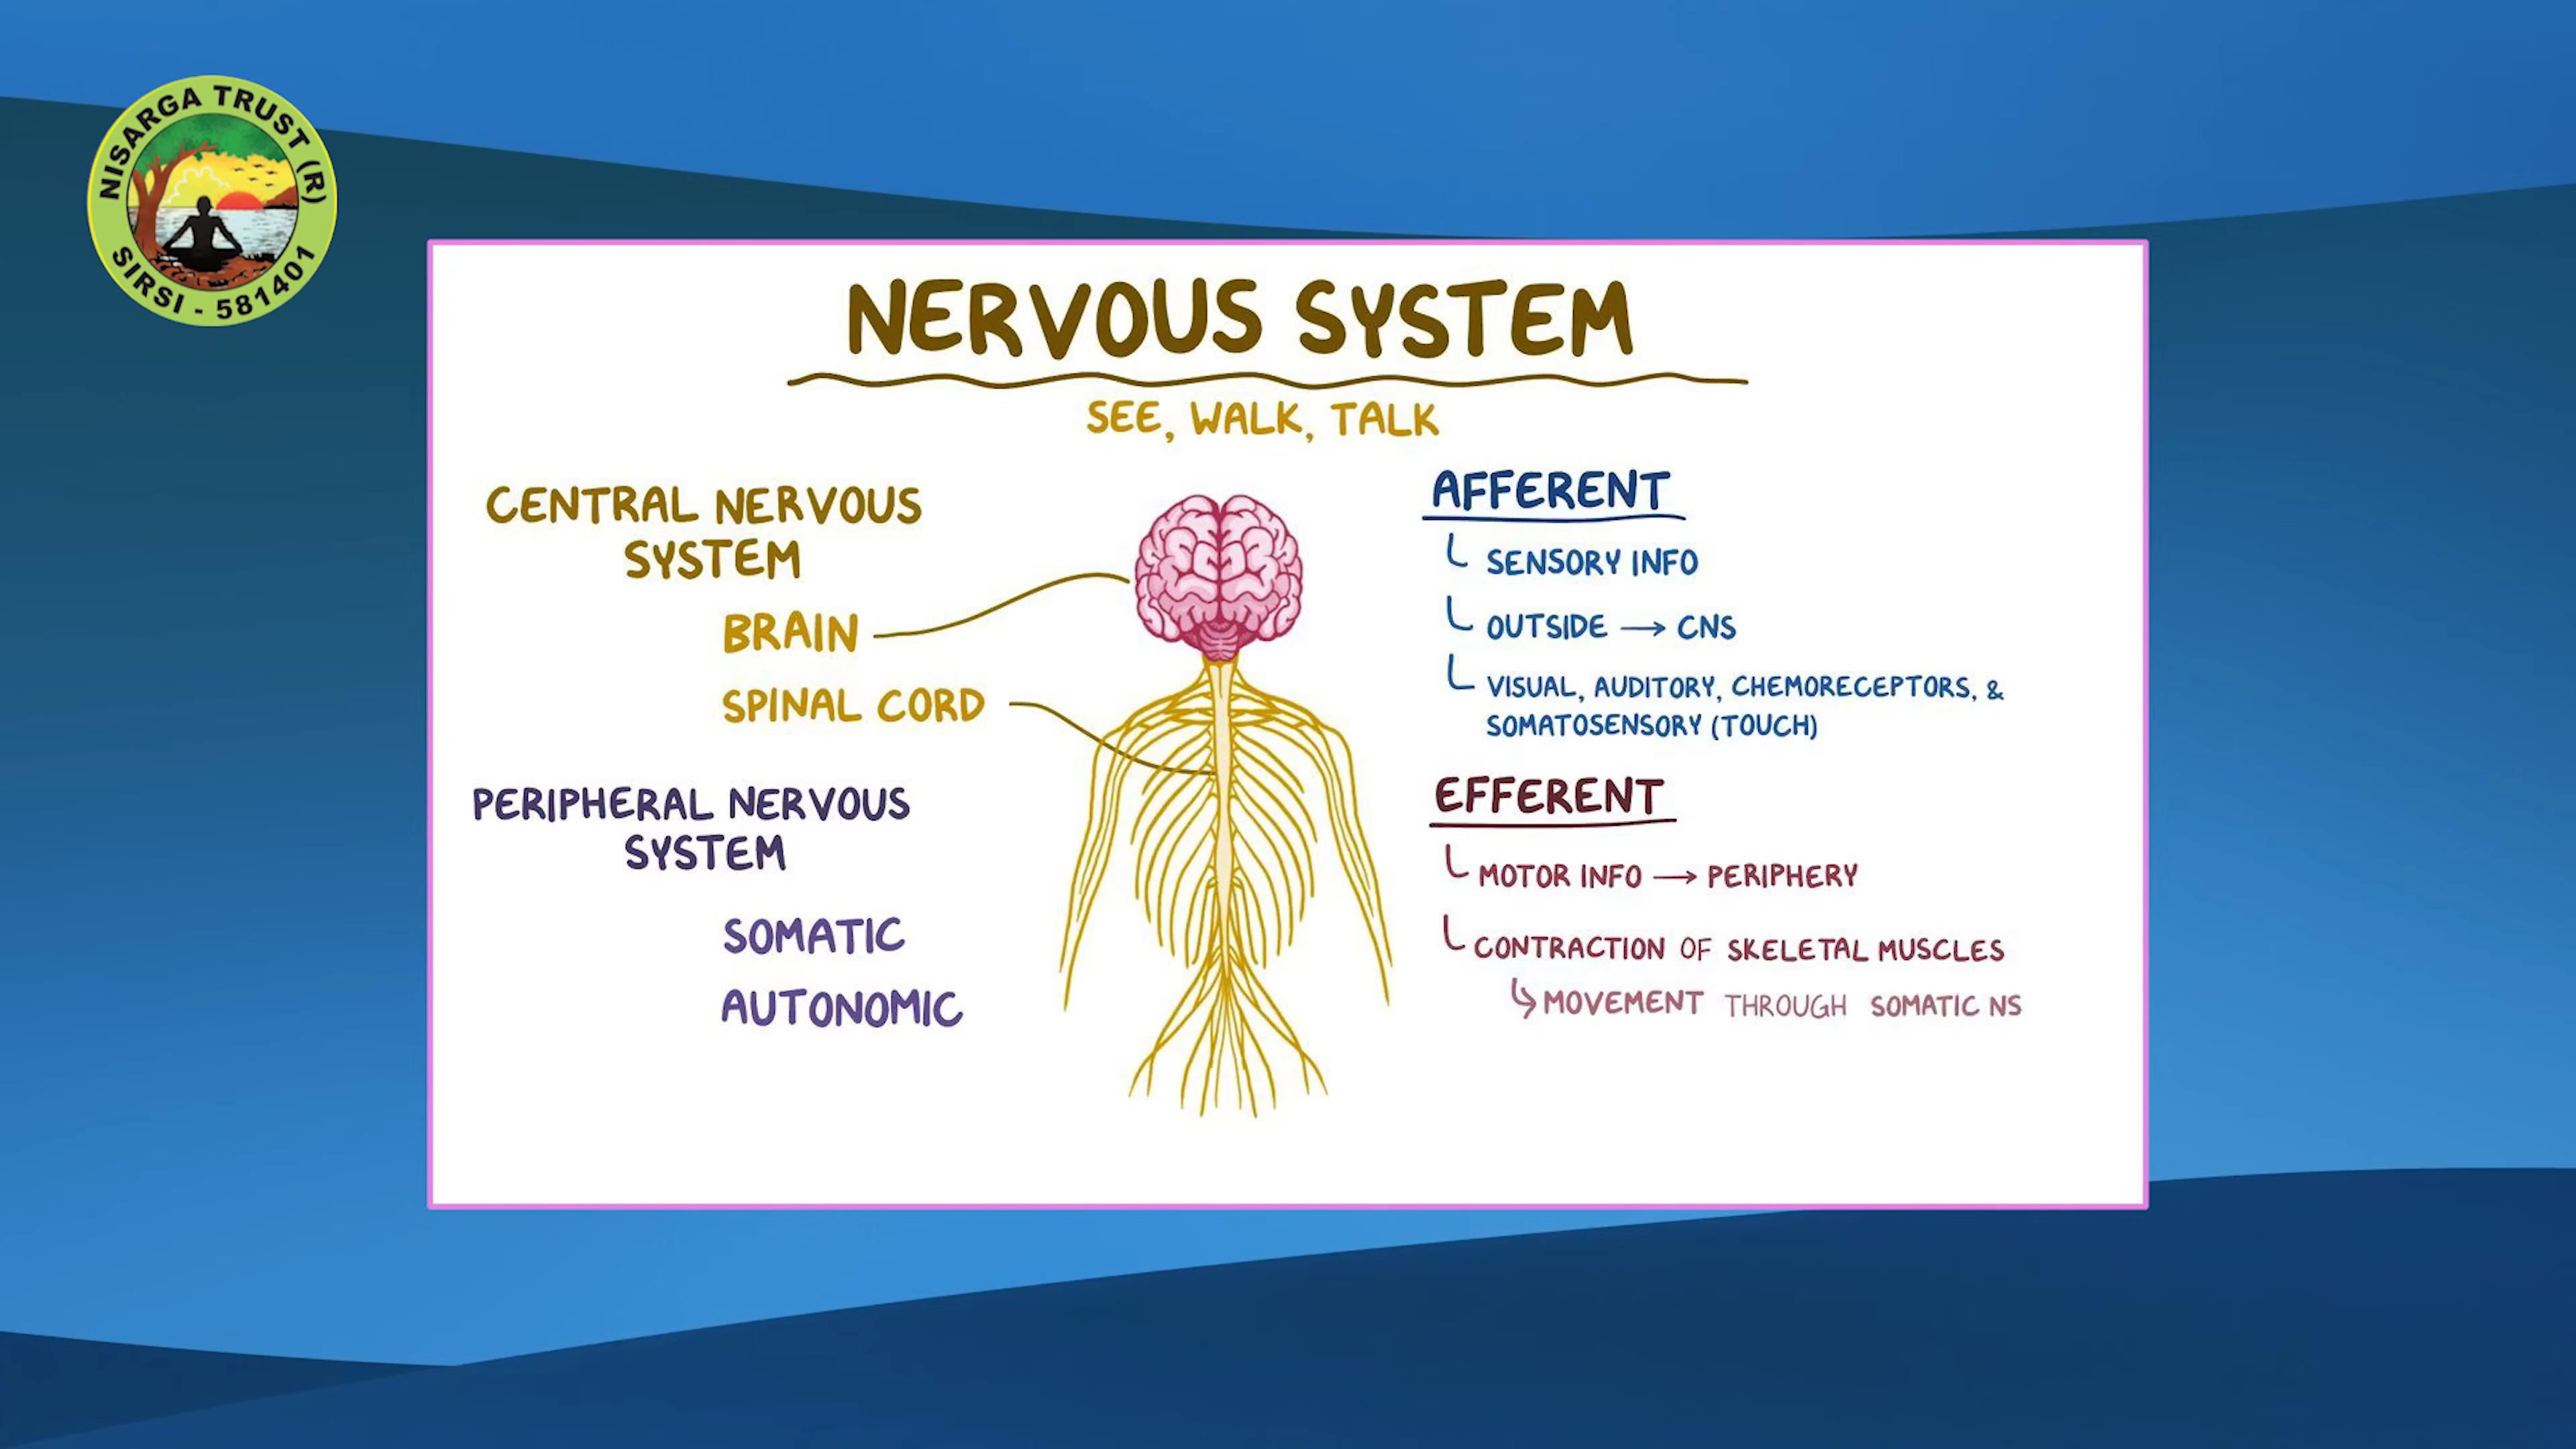 NISARGA TRUST (R)
SIRSI - 581401
NERVOUS SYSTEM
SEE, WALK, TALK
CENTRAL NERVOUS
SYSTEM
BRAIN
SPINAL CORD
PERIPHERAL NERVOUS
SYSTEM
SOMATIC
AUTONOMIC
AFFERENT
SENSORY INFO
OUTSIDE → CNS
VISUAL, AUDITORY, CHEMORECEPTORS, &
SOMATOSENSORY (TOUCH)
EFFERENT
MOTOR INFO → PERIPHERY
CONTRACTION OF SKELETAL MUSCLES
MOVEMENT THROUGH SOMATIC NS